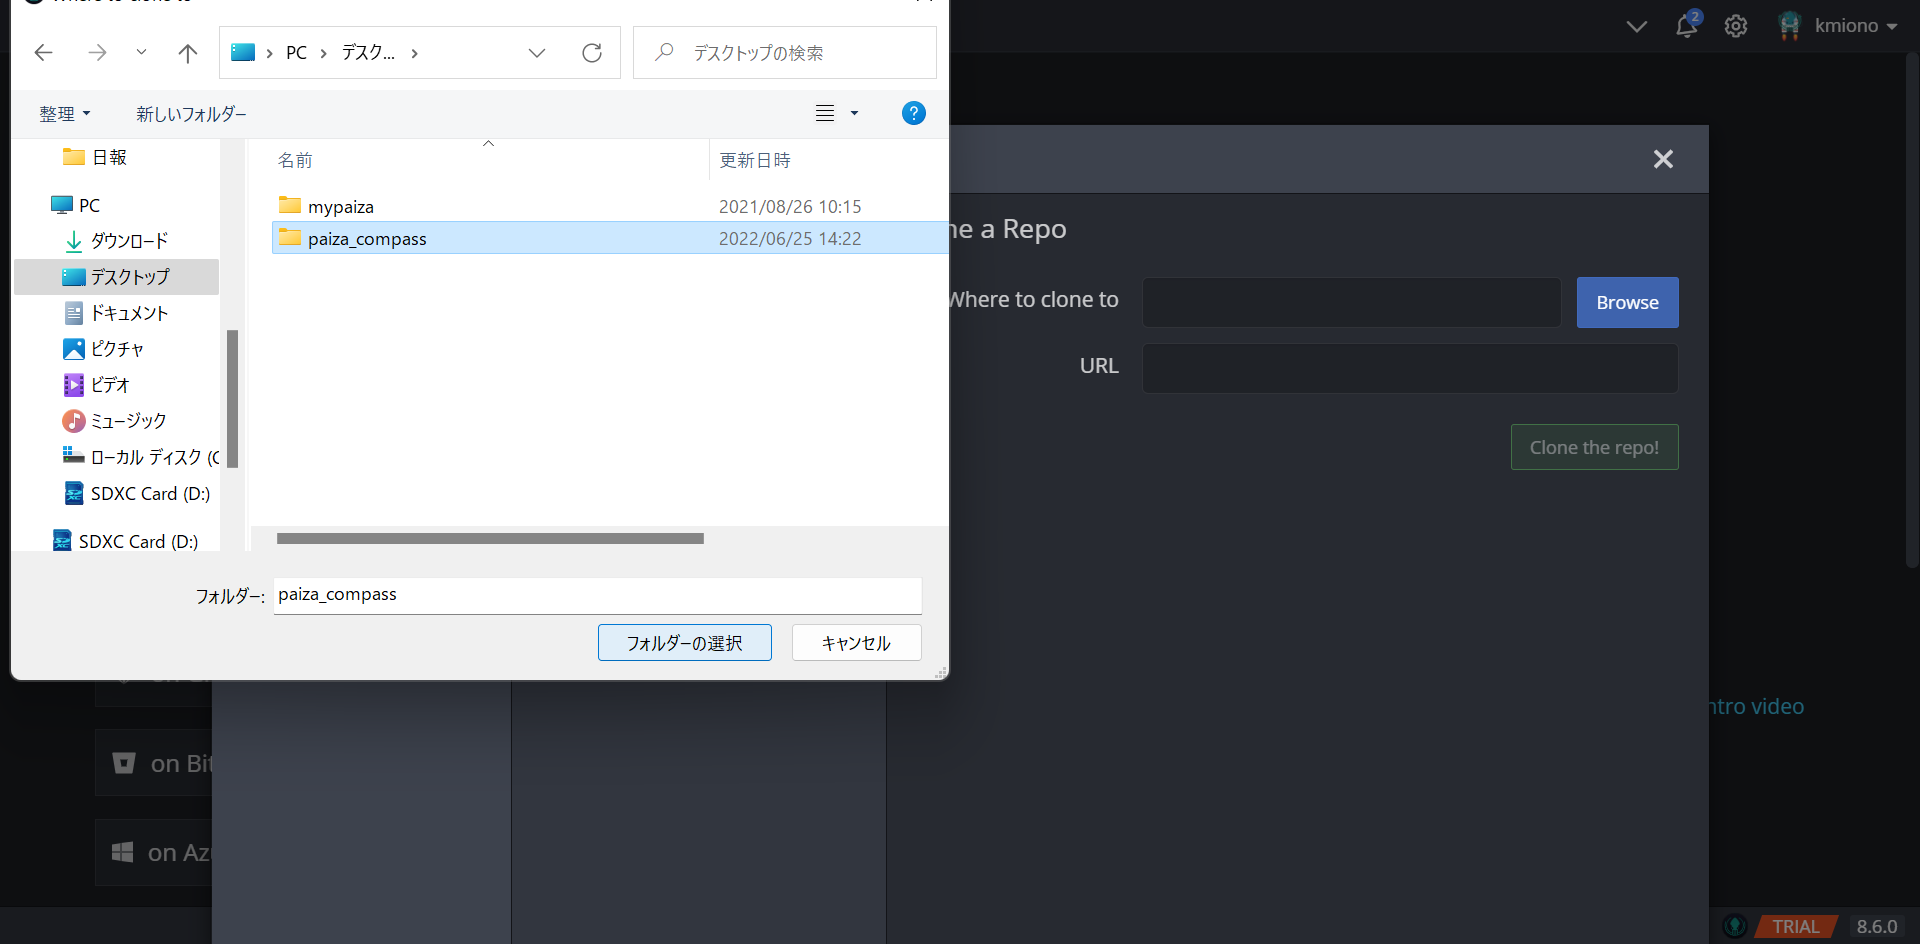 PC
デスク...
デスクトップの検索
整理
新しいフォルダー
?
日報
PC
ダウンロード
デスクトップ
ドキュメント
ピクチャ
ビデオ
ミュージック
ローカル ディスク (C
SDXC Card (D:)
SDXC Card (D:)
名前
更新日時
mypaiza
2021/08/26 10:15
paiza_compass
2022/06/25 14:22
フォルダー:
paiza_compass
フォルダーの選択
キャンセル
2
kmiono
ne a Repo
Where to clone to
Browse
URL
Clone the repo!
ntro video
on Bit
on Azu
TRIAL
8.6.0